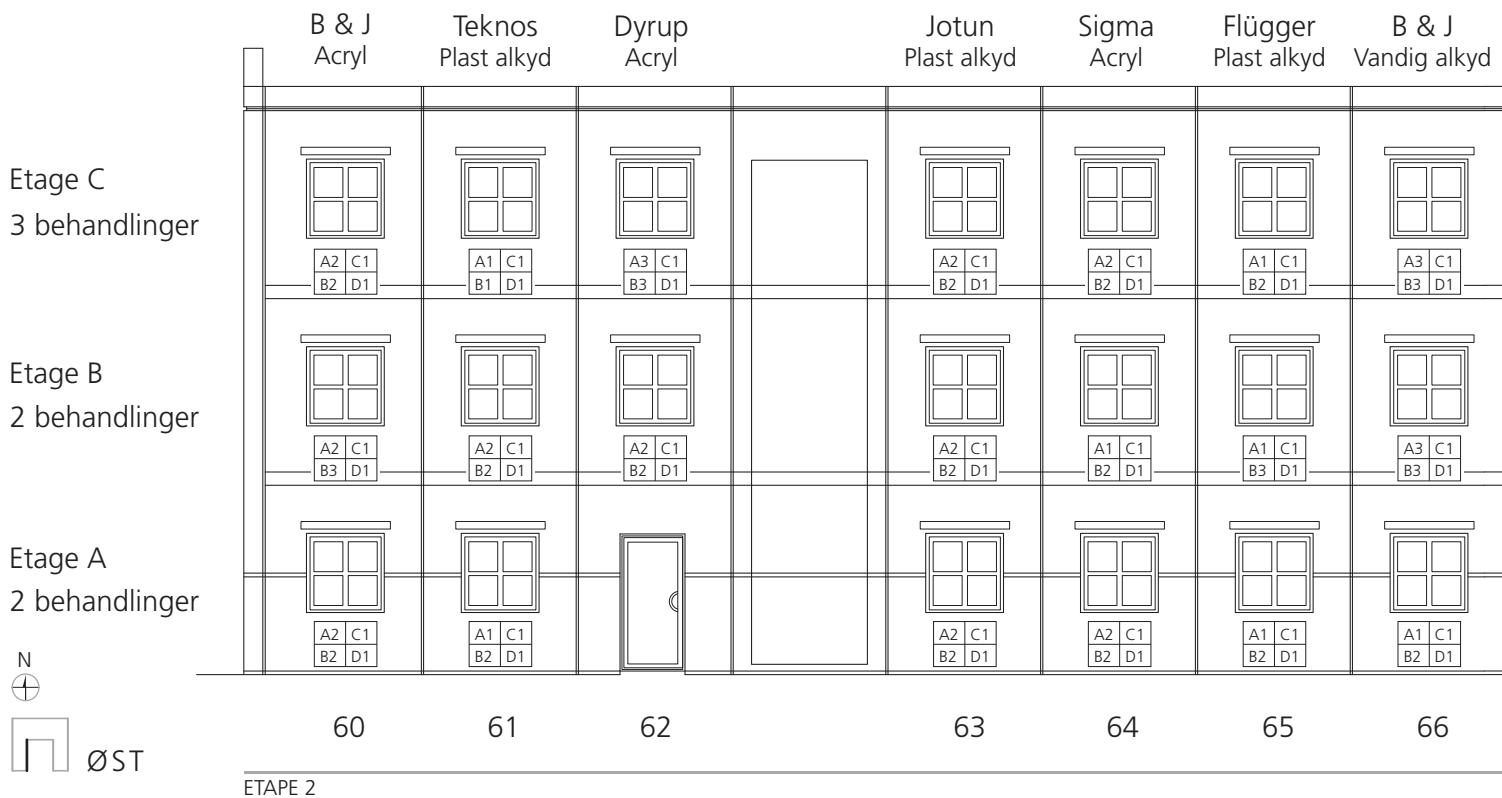 B & J Teknos Dyrup Jotun Sigma Flügger B & J
Acryl Plast alkyd Acryl Plast alkyd Acryl Plast alkyd Vandig alkyd
Etage C
3 behandlinger
A2 C1 A1 C1 A3 C1 A2 C1 A2 C1 A1 C1 A3 C1
B2 D1 B1 D1 B3 D1 B2 D1 B2 D1 B2 D1 B3 D1
Etage B
2 behandlinger
A2 C1 A2 C1 A2 C1 A2 C1 A1 C1 A1 C1 A3 C1
B3 D1 B2 D1 B2 D1 B2 D1 B2 D1 B3 D1 B3 D1
Etage A
2 behandlinger
A2 C1 A1 C1 A2 C1 A2 C1 A1 C1 A1 C1
B2 D1 B2 D1 B2 D1 B2 D1 B2 D1 B2 D1
N
60 61 62 63 64 65 66
ØST
ETAPE 2